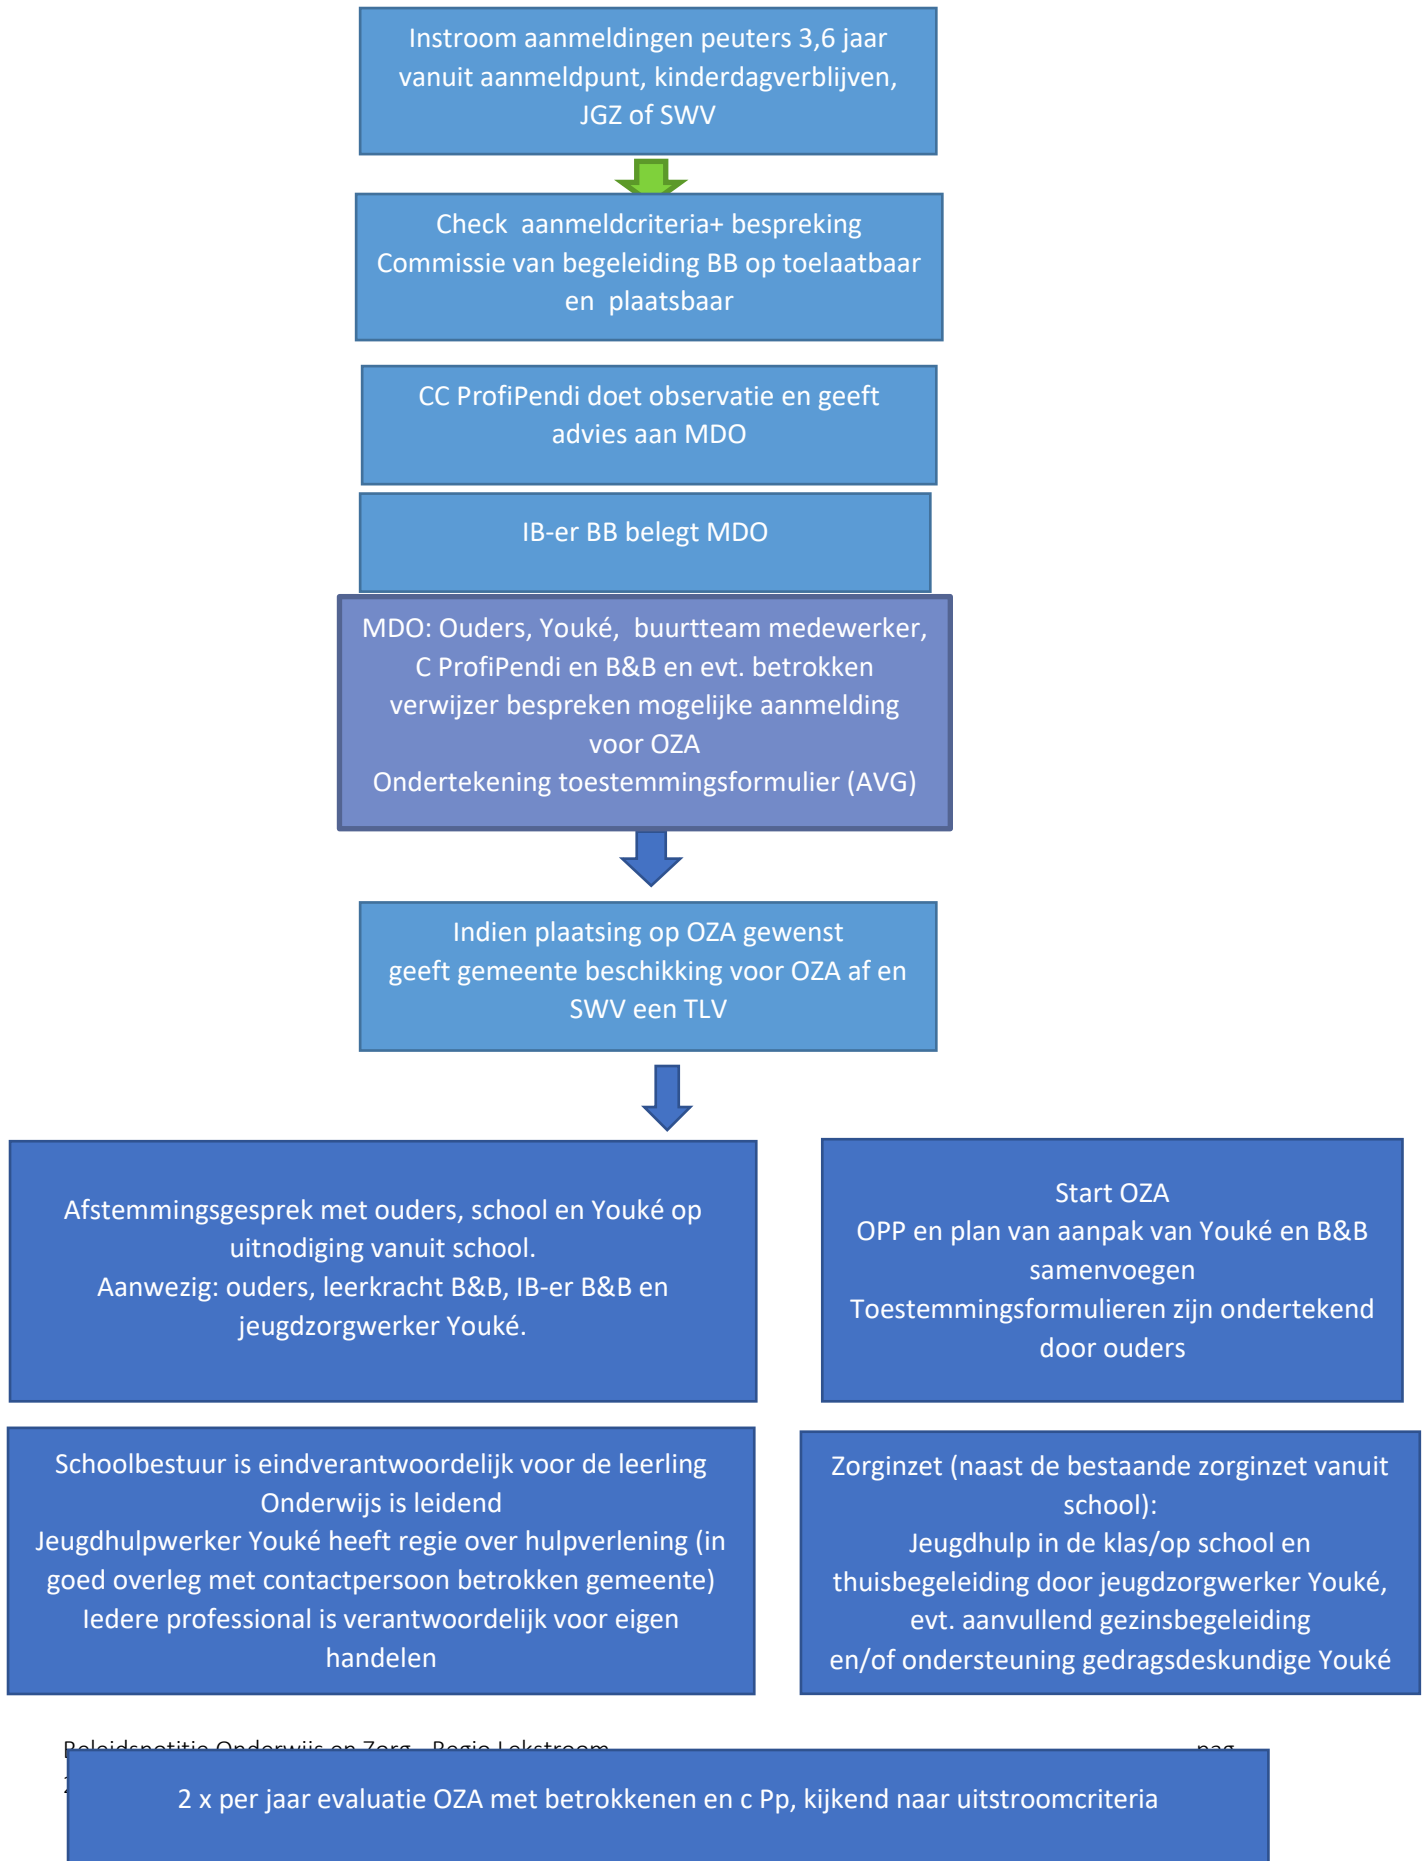 Instroom aanmeldingen peuters 3,6 jaar
vanuit aanmeldpunt, kinderdagverblijven,
JGZ of SWV
Check aanmeldcriteria+ bespreking
Commissie van begeleiding BB op toelaatbaar
en plaatsbaar
CC ProfiPendi doet observatie en geeft
advies aan MDO
IB-er BB belegt MDO
MDO: Ouders, Youké, buurtteam medewerker,
C ProfiPendi en B&B en evt. betrokken
verwijzer bespreken mogelijke aanmelding
voor OZA
Ondertekening toestemmingsformulier (AVG)
Indien plaatsing op OZA gewenst
geeft gemeente beschikking voor OZA af en
SWV een TLV
Afstemmingsgesprek met ouders, school en Youké op
uitnodiging vanuit school.
Aanwezig: ouders, leerkracht B&B, IB-er B&B en
jeugdzorgwerker Youké.
Start OZA
OPP en plan van aanpak van Youké en B&B
samenvoegen
Toestemmingsformulieren zijn ondertekend
door ouders
Schoolbestuur is eindverantwoordelijk voor de leerling
Onderwijs is leidend
Jeugdhulpwerker Youké heeft regie over hulpverlening (in
goed overleg met contactpersoon betrokken gemeente)
Iedere professional is verantwoordelijk voor eigen
handelen
Zorginzet (naast de bestaande zorginzet vanuit
school):
Jeugdhulp in de klas/op school en
thuisbegeleiding door jeugdzorgwerker Youké,
evt. aanvullend gezinsbegeleiding
en/of ondersteuning gedragsdeskundige Youké
Beleidsnotitie Onderwijs en Zorg - Regio Lekstroom pag.
2 x per jaar evaluatie OZA met betrokkenen en c Pp, kijkend naar uitstroomcriteria